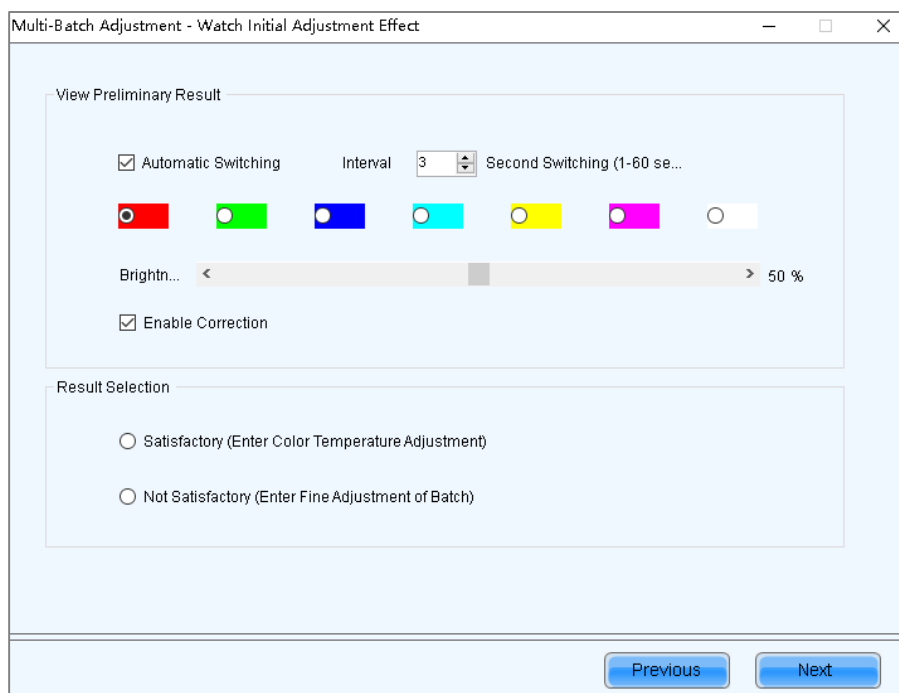 Multi-Batch Adjustment - Watch Initial Adjustment Effect
View Preliminary Result
Automatic Switching Interval 3 Second Switching (1-60 se...
Brightn... 50 %
Enable Correction
Result Selection
Satisfactory (Enter Color Temperature Adjustment)
Not Satisfactory (Enter Fine Adjustment of Batch)
Previous Next